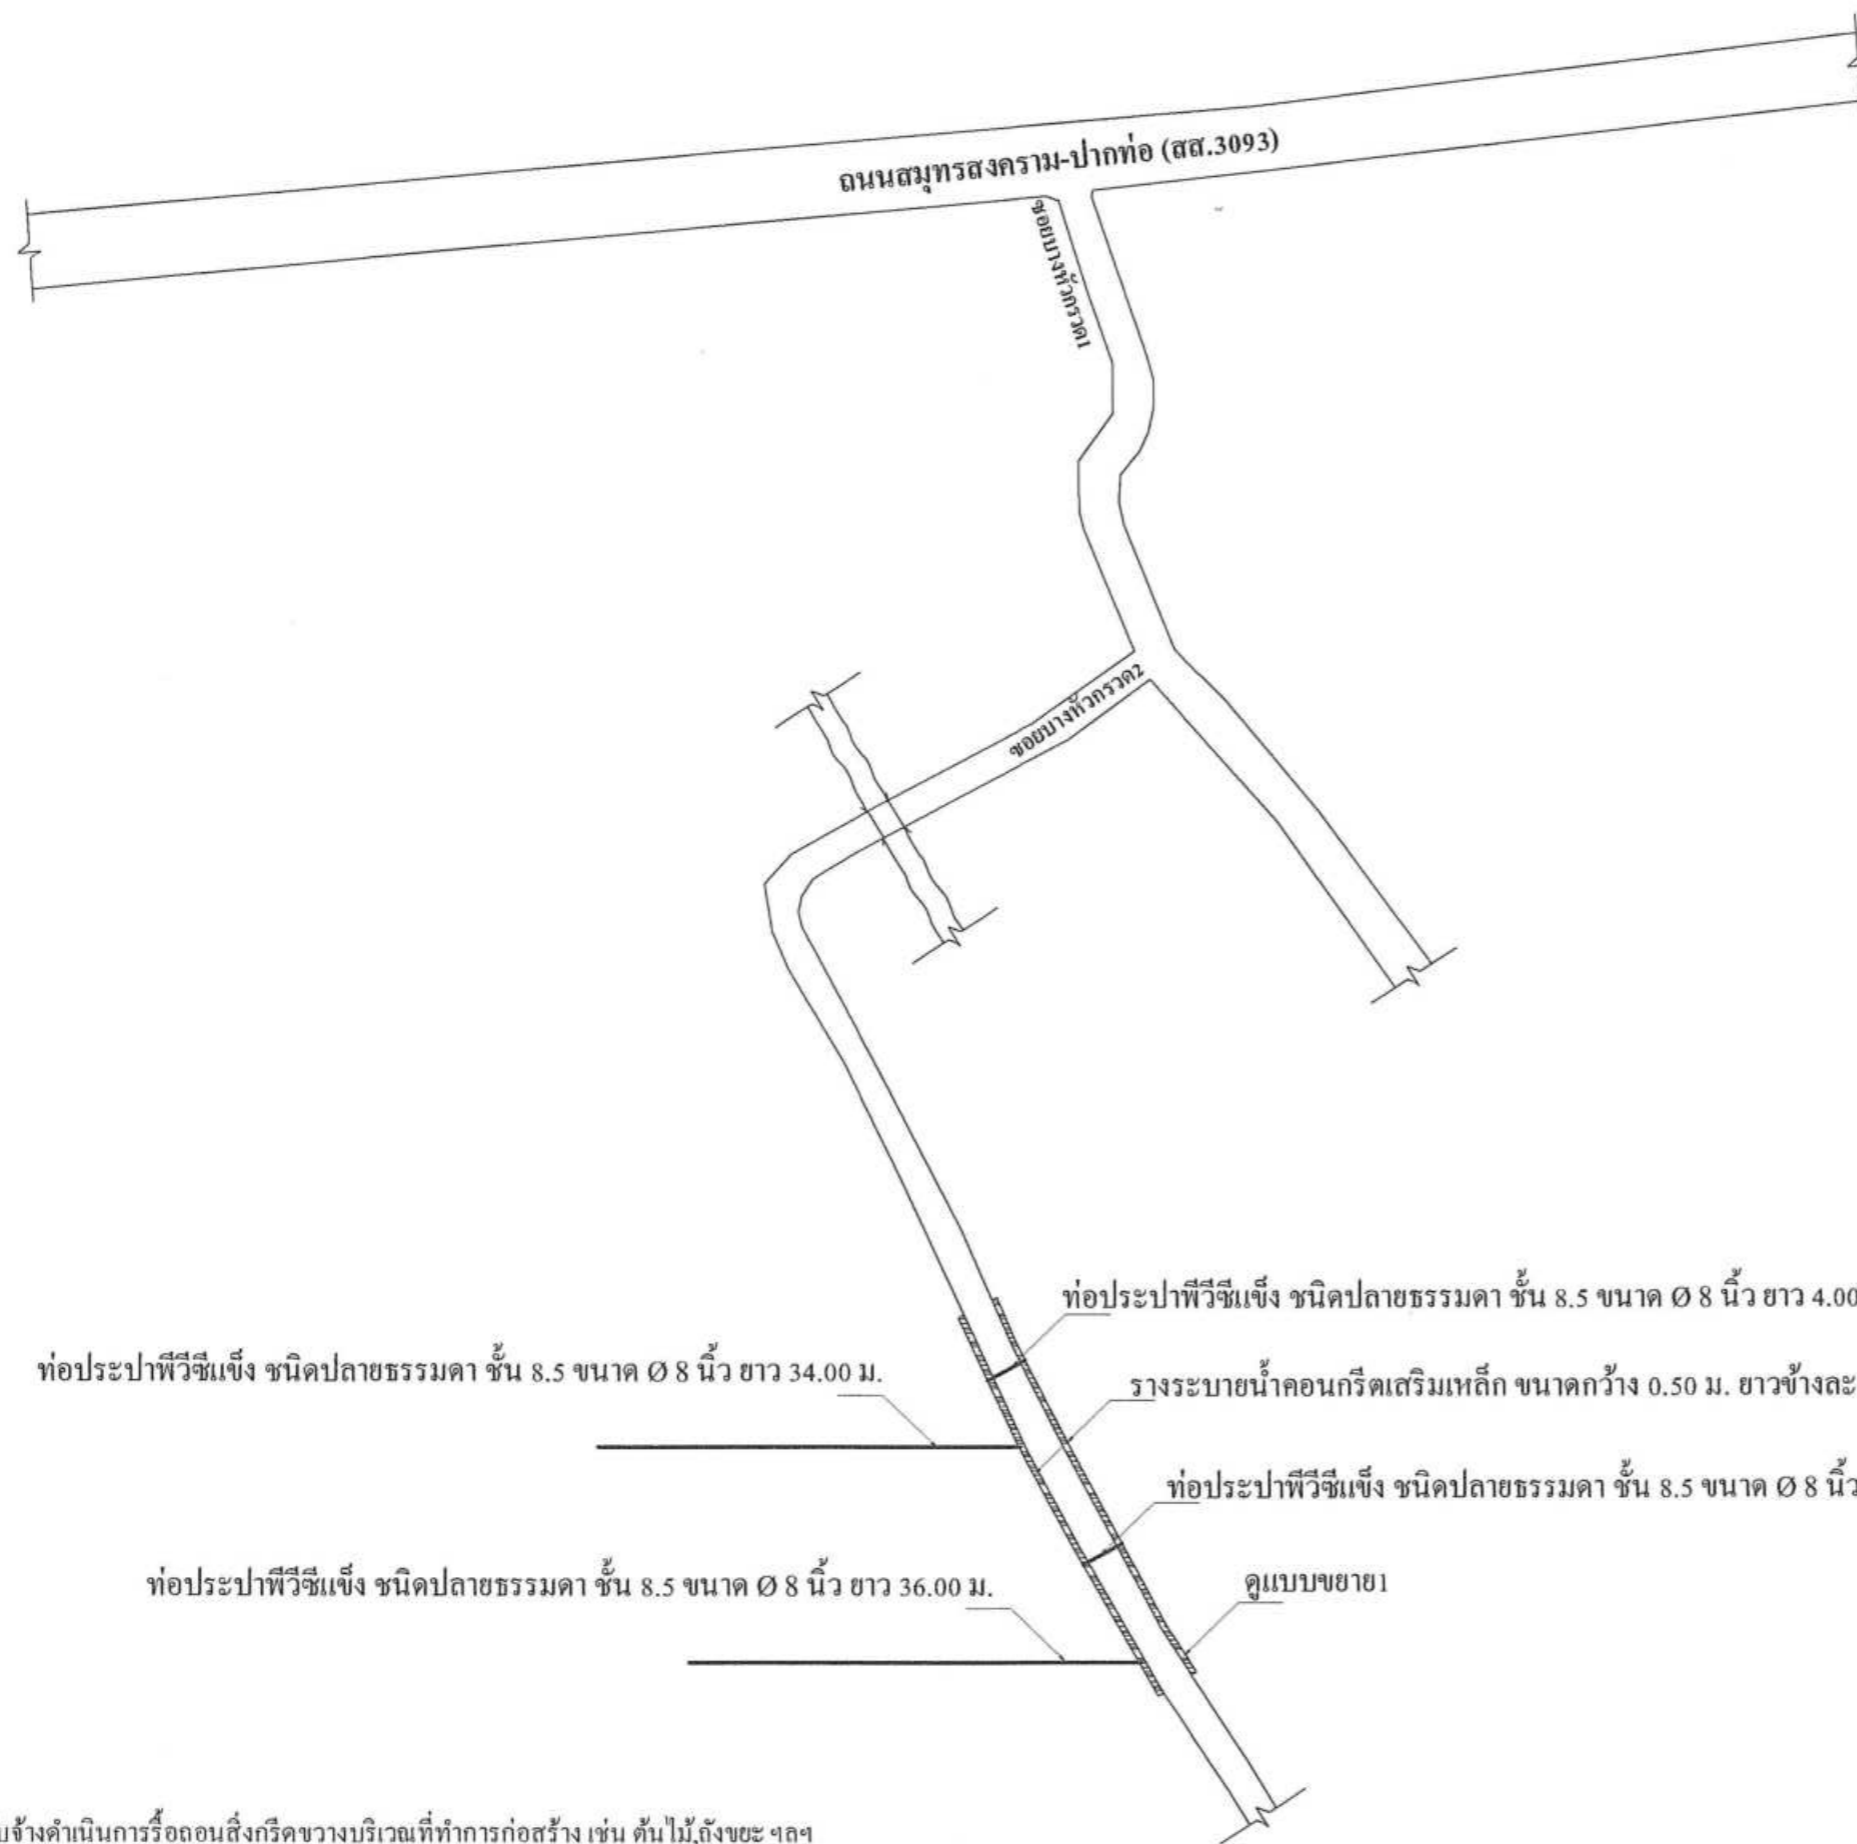 ถนนสมุทรสงคราม-ปากท่อ (สส.3093)
ซอยบางหัวกรวด1
ซอยบางหัวกรวด2
ท่อประปาพีวีซีแข็ง ชนิดปลายธรรมดา ชั้น 8.5 ขนาด Ø 8 นิ้ว ยาว 4.00
ท่อประปาพีวีซีแข็ง ชนิดปลายธรรมดา ชั้น 8.5 ขนาด Ø 8 นิ้ว ยาว 34.00 ม.
รางระบายน้ำคอนกรีตเสริมเหล็ก ขนาดกว้าง 0.50 ม. ยาวข้างละ
ท่อประปาพีวีซีแข็ง ชนิดปลายธรรมดา ชั้น 8.5 ขนาด Ø 8 นิ้ว
ท่อประปาพีวีซีแข็ง ชนิดปลายธรรมดา ชั้น 8.5 ขนาด Ø 8 นิ้ว ยาว 36.00 ม.
ดูแบบขยาย1
บจ้างดำเนินการรื้อถอนสิ่งกรีดขวางบริเวณที่ทำการก่อสร้าง เช่น ต้นไม้,ถังขยะ ฯลฯ